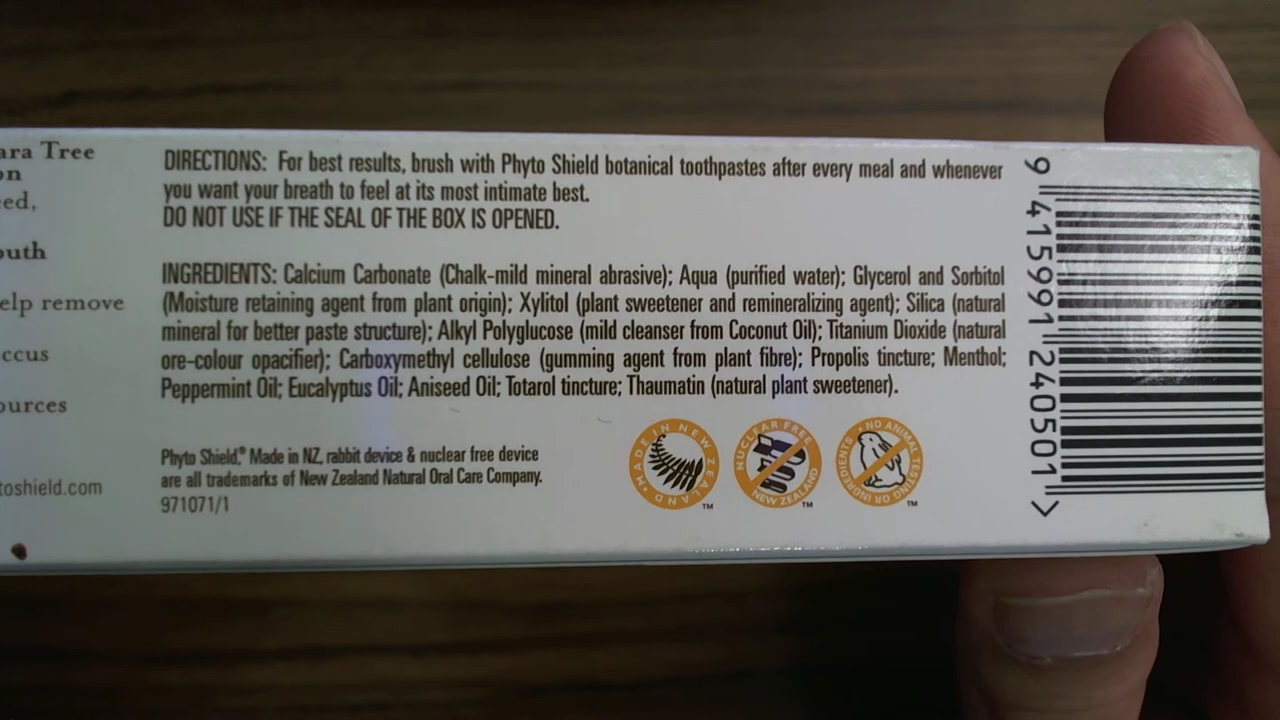 ara Tree
on
eed,
outh
elp remove
ccus
ources
toshield.com
DIRECTIONS: For best results, brush with Phyto Shield botanical toothpastes after every meal and whenever
you want your breath to feel at its most intimate best.
DO NOT USE IF THE SEAL OF THE BOX IS OPENED.
INGREDIENTS: Calcium Carbonate (Chalk-mild mineral abrasive); Aqua (purified water); Glycerol and Sorbitol
(Moisture retaining agent from plant origin); Xylitol (plant sweetener and remineralizing agent); Silica (natural
mineral for better paste structure); Alkyl Polyglucose (mild cleanser from Coconut Oil); Titanium Dioxide (natural
ore-colour opacifier); Carboxymethyl cellulose (gumming agent from plant fibre); Propolis tincture; Menthol;
Peppermint Oil; Eucalyptus Oil; Aniseed Oil; Totarol tincture; Thaumatin (natural plant sweetener).
Phyto Shield,® Made in NZ, rabbit device & nuclear free device
are all trademarks of New Zealand Natural Oral Care Company.
971071/1
• MADE IN NEW ZEALAND
TM
NUCLEAR FREE
NEW ZEALAND
TM
• NO ANIMAL TESTING OR INGREDIENTS
TM
9 415991 240501 >